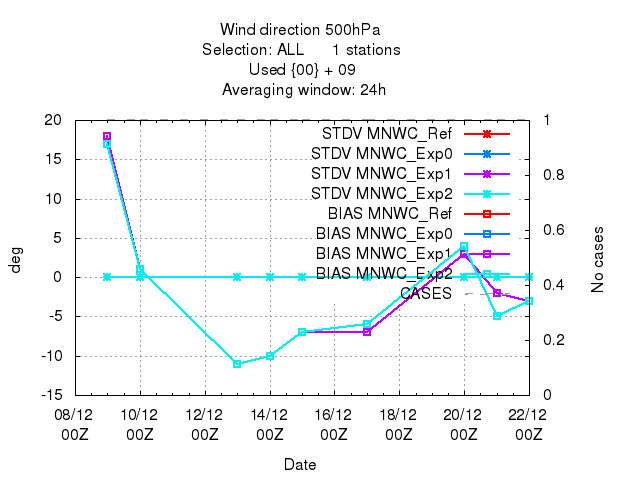 Wind direction 500hPa
Selection: ALL 1 stations
Used {00} + 09
Averaging window: 24h
20
15
10
5
0
-5
-10
-15
deg
1
0.8
0.6
0.4
0.2
0
No cases
STDV MNWC_Ref
STDV MNWC_Exp0
STDV MNWC_Exp1
STDV MNWC_Exp2
BIAS MNWC_Ref
BIAS MNWC_Exp0
BIAS MNWC_Exp1
BIAS MNWC_Exp2
CASES
08/12 10/12 12/12 14/12 16/12 18/12 20/12 22/12
00Z 00Z 00Z 00Z 00Z 00Z 00Z 00Z
Date